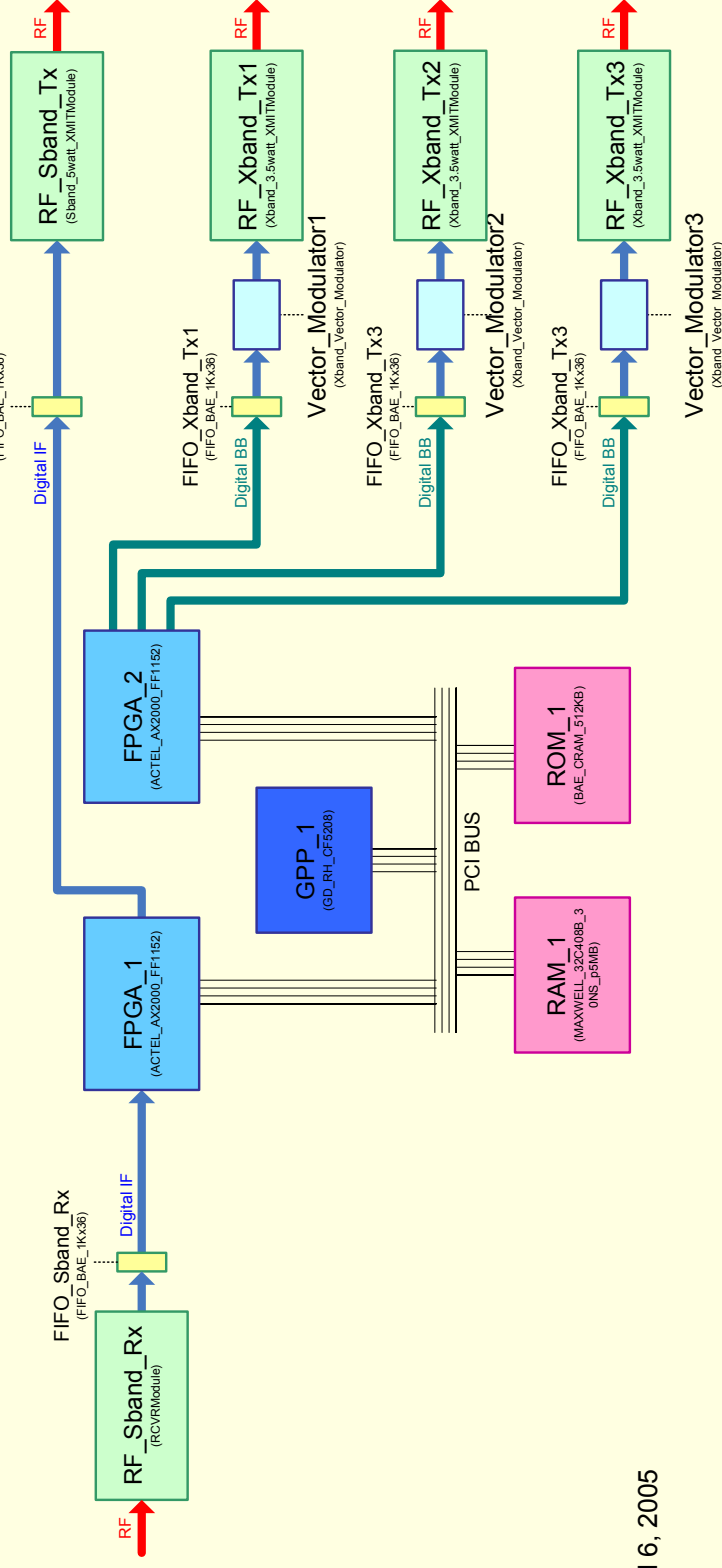 RF
RF_Sband_Rx
(RCVRModule)
FIFO_Sband_Rx
(FIFO_BAE_1Kx36)
Digital IF
FPGA_1
(ACTEL_AX2000_FF1152)
Digital IF
(FIFO_BAE_1Kx36)
RF_Sband_Tx
(Sband_5watt_XMITModule)
RF
FPGA_2
(ACTEL_AX2000_FF1152)
GPP_1
(GD_RH_CF5208)
PCI BUS
RAM_1
(MAXWELL_32C408B_3
0NS_p5MB)
ROM_1
(BAE_CRAM_512KB)
FIFO_Xband_Tx1
(FIFO_BAE_1Kx36)
Digital BB
Vector_Modulator1
(Xband_Vector_Modulator)
RF_Xband_Tx1
(Xband_3.5watt_XMITModule)
RF
FIFO_Xband_Tx3
(FIFO_BAE_1Kx36)
Digital BB
Vector_Modulator2
(Xband_Vector_Modulator)
RF_Xband_Tx2
(Xband_3.5watt_XMITModule)
RF
FIFO_Xband_Tx3
(FIFO_BAE_1Kx36)
Digital BB
Vector_Modulator3
(Xband_Vector_Modulator)
RF_Xband_Tx3
(Xband_3.5watt_XMITModule)
RF
6, 2005